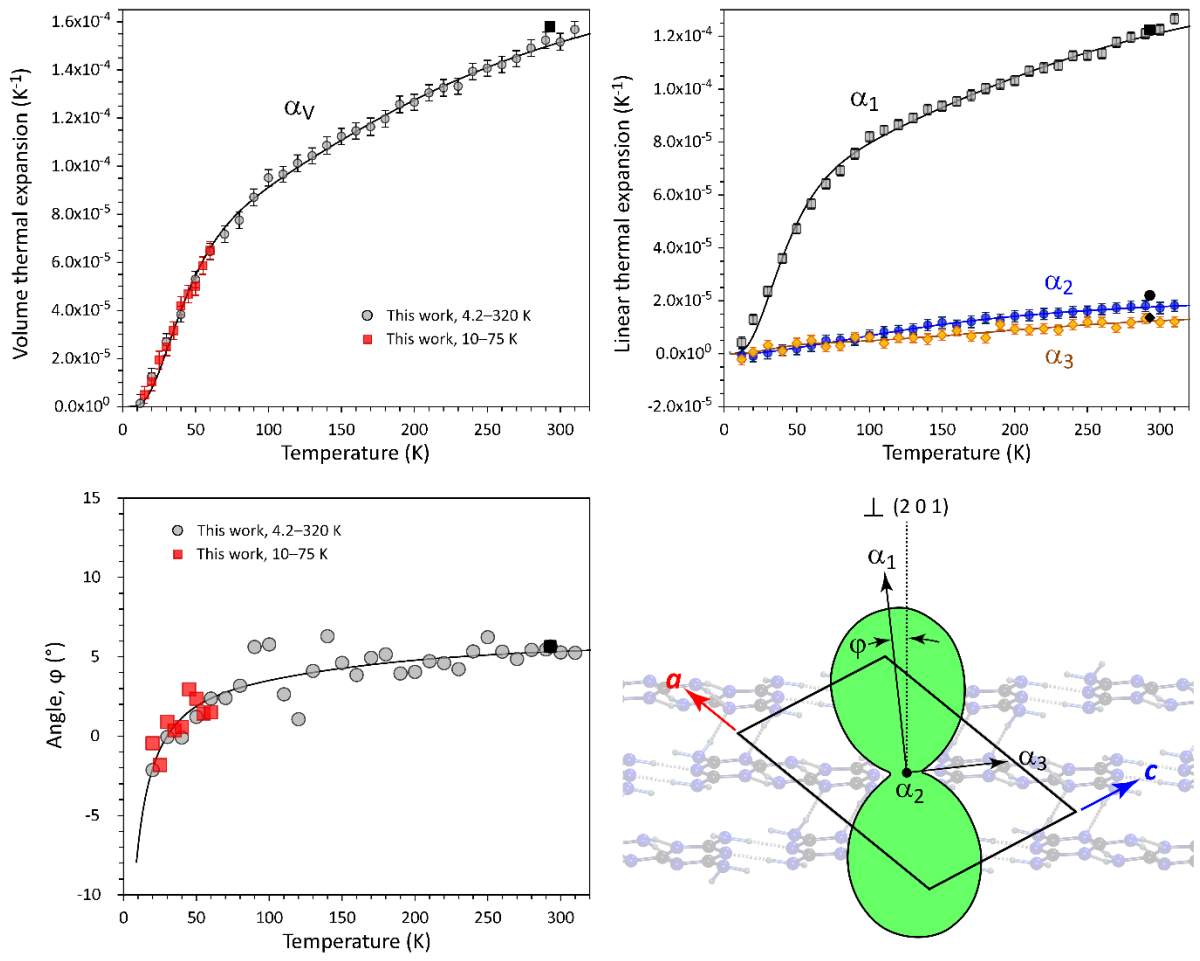 1.6x10⁻⁴
1.4x10⁻⁴
1.2x10⁻⁴
1.0x10⁻⁴
8.0x10⁻⁵
6.0x10⁻⁵
4.0x10⁻⁵
2.0x10⁻⁵
0.0x10⁰
Volume thermal expansion (K⁻¹)
αV
This work, 4.2–320 K
This work, 10–75 K
0 50 100 150 200 250 300
Temperature (K)
1.2x10⁻⁴
1.0x10⁻⁴
8.0x10⁻⁵
6.0x10⁻⁵
4.0x10⁻⁵
2.0x10⁻⁵
0.0x10⁰
-2.0x10⁻⁵
Linear thermal expansion (K⁻¹)
α1
α2
α3
0 50 100 150 200 250 300
Temperature (K)
15
10
5
0
-5
-10
Angle, φ (°)
This work, 4.2–320 K
This work, 10–75 K
0 50 100 150 200 250 300
Temperature (K)
⊥ (2 0 1)
α1
φ
a
α3
α2
c